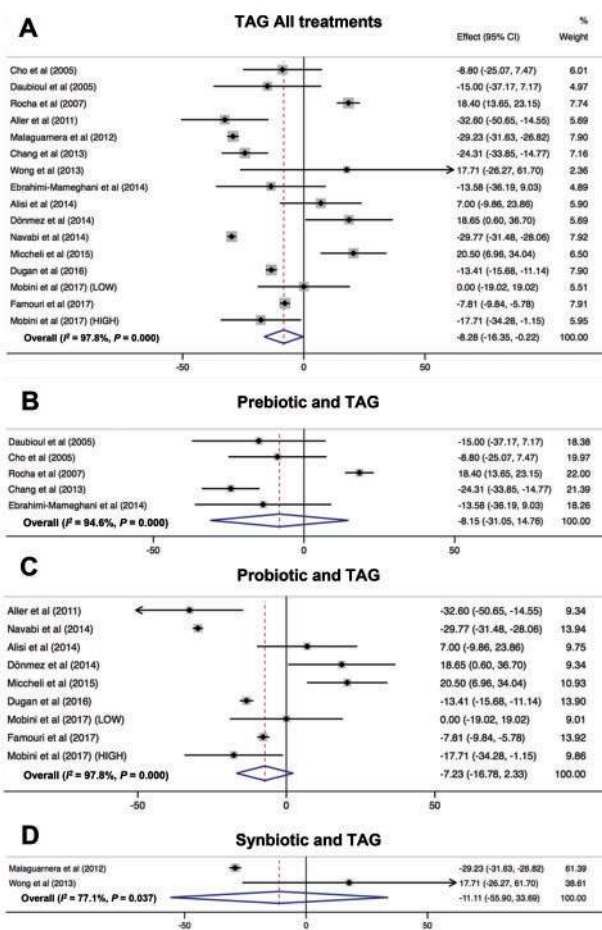 A TAG All treatments
%
Effect (95% CI) Weight
Cho et al (2005) -8.80 (-25.07, 7.47) 6.01
Daubioul et al (2005) -15.00 (-37.17, 7.17) 4.97
Rocha et al (2007) 18.40 (13.65, 23.15) 7.74
Aller et al (2011) -32.60 (-50.65, -14.55) 5.69
Malaguarnera et al (2012) -29.23 (-31.63, -26.82) 7.90
Chang et al (2013) -24.31 (-33.85, -14.77) 7.16
Wong et al (2013) 17.71 (-26.27, 61.70) 2.36
Ebrahimi-Mameghani et al (2014) -13.58 (-36.19, 9.03) 4.89
Alisi et al (2014) 7.00 (-9.86, 23.86) 5.90
Dönmez et al (2014) 18.65 (0.60, 36.70) 5.69
Navabi et al (2014) -29.77 (-31.48, -28.06) 7.92
Miccheli et al (2015) 20.50 (6.96, 34.04) 6.50
Dugan et al (2016) -13.41 (-15.68, -11.14) 7.90
Mobini et al (2017) (LOW) 0.00 (-19.02, 19.02) 5.51
Famouri et al (2017) -7.81 (-9.84, -5.78) 7.91
Mobini et al (2017) (HIGH) -17.71 (-34.28, -1.15) 5.95
Overall (I² = 97.8%, P = 0.000) -8.28 (-16.35, -0.22) 100.00
-50 0 50
B Prebiotic and TAG
Daubioul et al (2005) -15.00 (-37.17, 7.17) 18.38
Cho et al (2005) -8.80 (-25.07, 7.47) 19.97
Rocha et al (2007) 18.40 (13.65, 23.15) 22.00
Chang et al (2013) -24.31 (-33.85, -14.77) 21.39
Ebrahimi-Mameghani et al (2014) -13.58 (-36.19, 9.03) 18.26
Overall (I² = 94.6%, P = 0.000) -8.15 (-31.05, 14.76) 100.00
-50 0 50
C Probiotic and TAG
Aller et al (2011) -32.60 (-50.65, -14.55) 9.34
Navabi et al (2014) -29.77 (-31.48, -28.06) 13.94
Alisi et al (2014) 7.00 (-9.86, 23.86) 9.75
Dönmez et al (2014) 18.65 (0.60, 36.70) 9.34
Miccheli et al (2015) 20.50 (6.96, 34.04) 10.93
Dugan et al (2016) -13.41 (-15.68, -11.14) 13.90
Mobini et al (2017) (LOW) 0.00 (-19.02, 19.02) 9.01
Famouri et al (2017) -7.81 (-9.84, -5.78) 13.92
Mobini et al (2017) (HIGH) -17.71 (-34.28, -1.15) 9.86
Overall (I² = 97.8%, P = 0.000) -7.23 (-16.78, 2.33) 100.00
-50 0 50
D Synbiotic and TAG
Malaguarnera et al (2012) -29.23 (-31.63, -26.82) 61.39
Wong et al (2013) 17.71 (-26.27, 61.70) 38.61
Overall (I² = 77.1%, P = 0.037) -11.11 (-55.90, 33.69) 100.00
-50 0 50